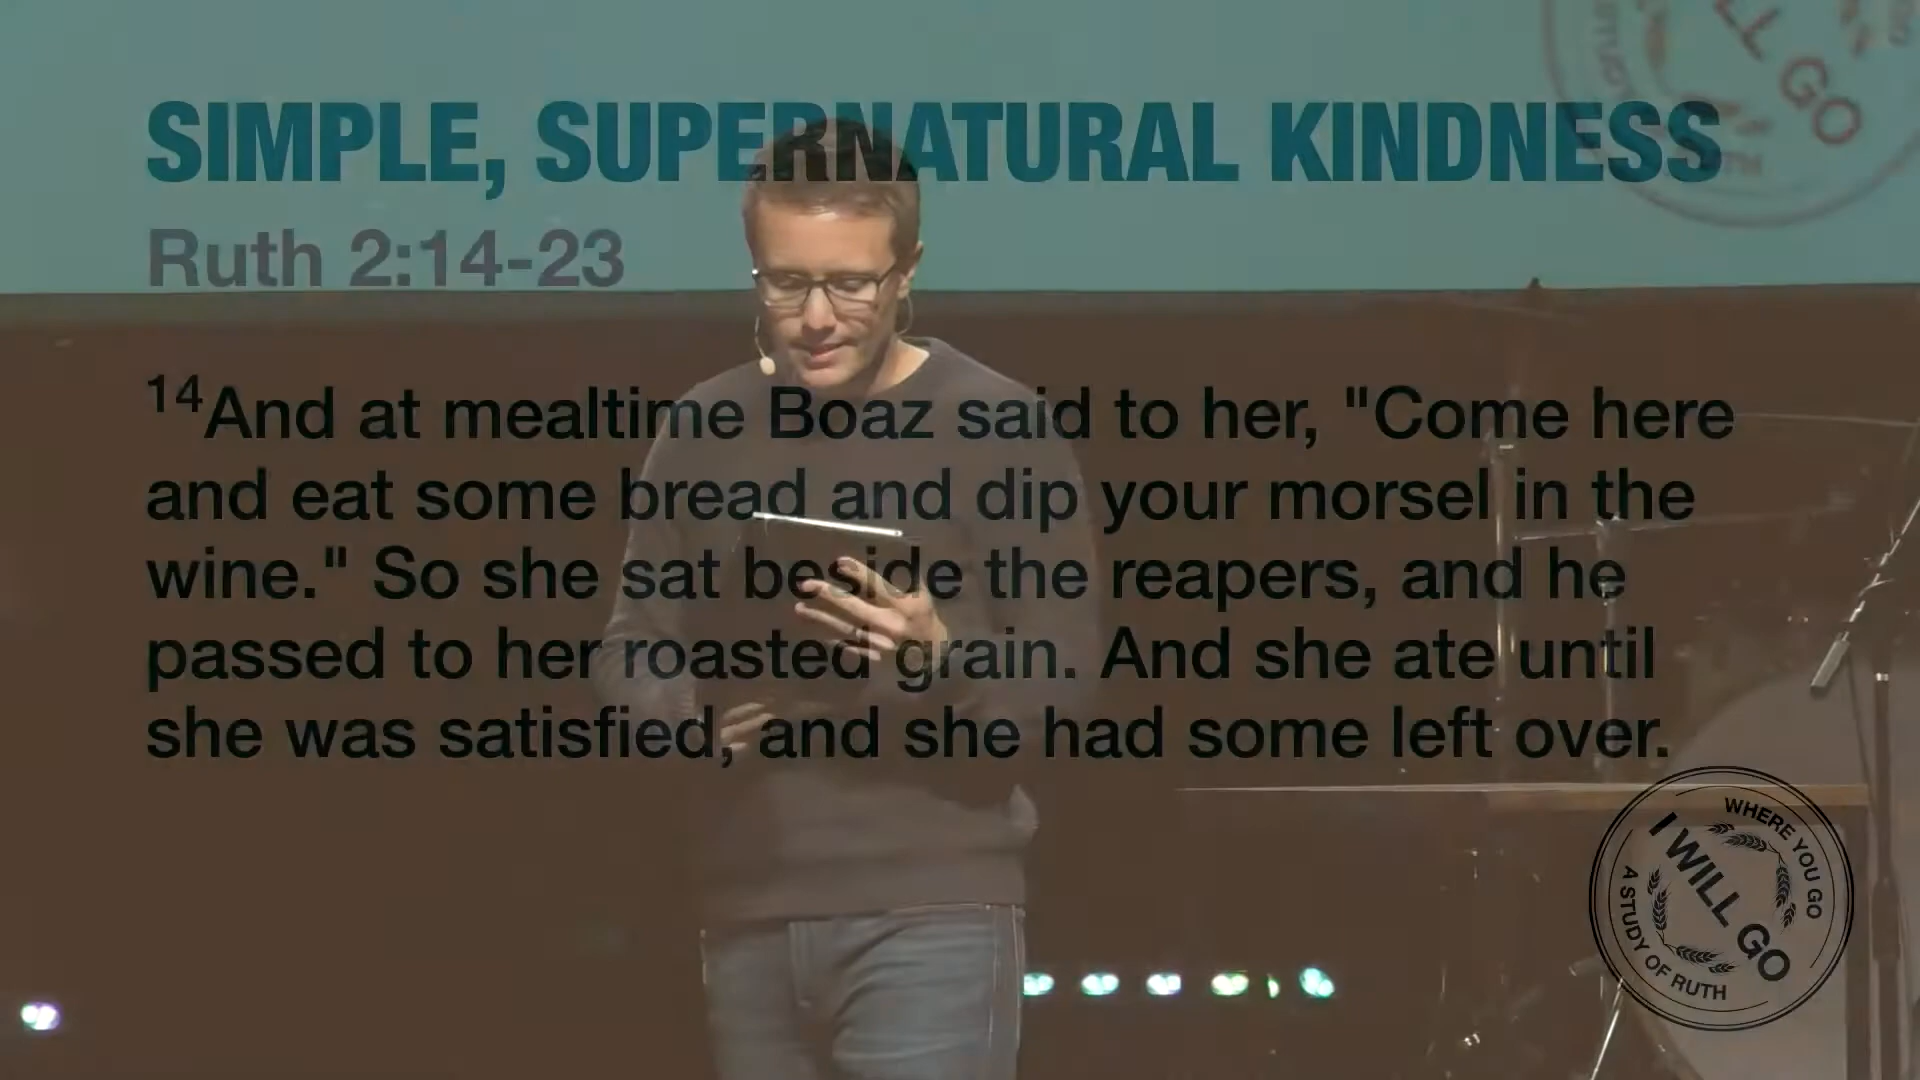 SIMPLE, SUPERNATURAL KINDNESS
Ruth 2:14-23
14And at mealtime Boaz said to her, "Come here
and eat some bread and dip your morsel in the
wine." So she sat beside the reapers, and he
passed to her roasted grain. And she ate until
she was satisfied, and she had some left over.
WHERE YOU GO
I WILL GO
A STUDY OF RUTH
LL GO